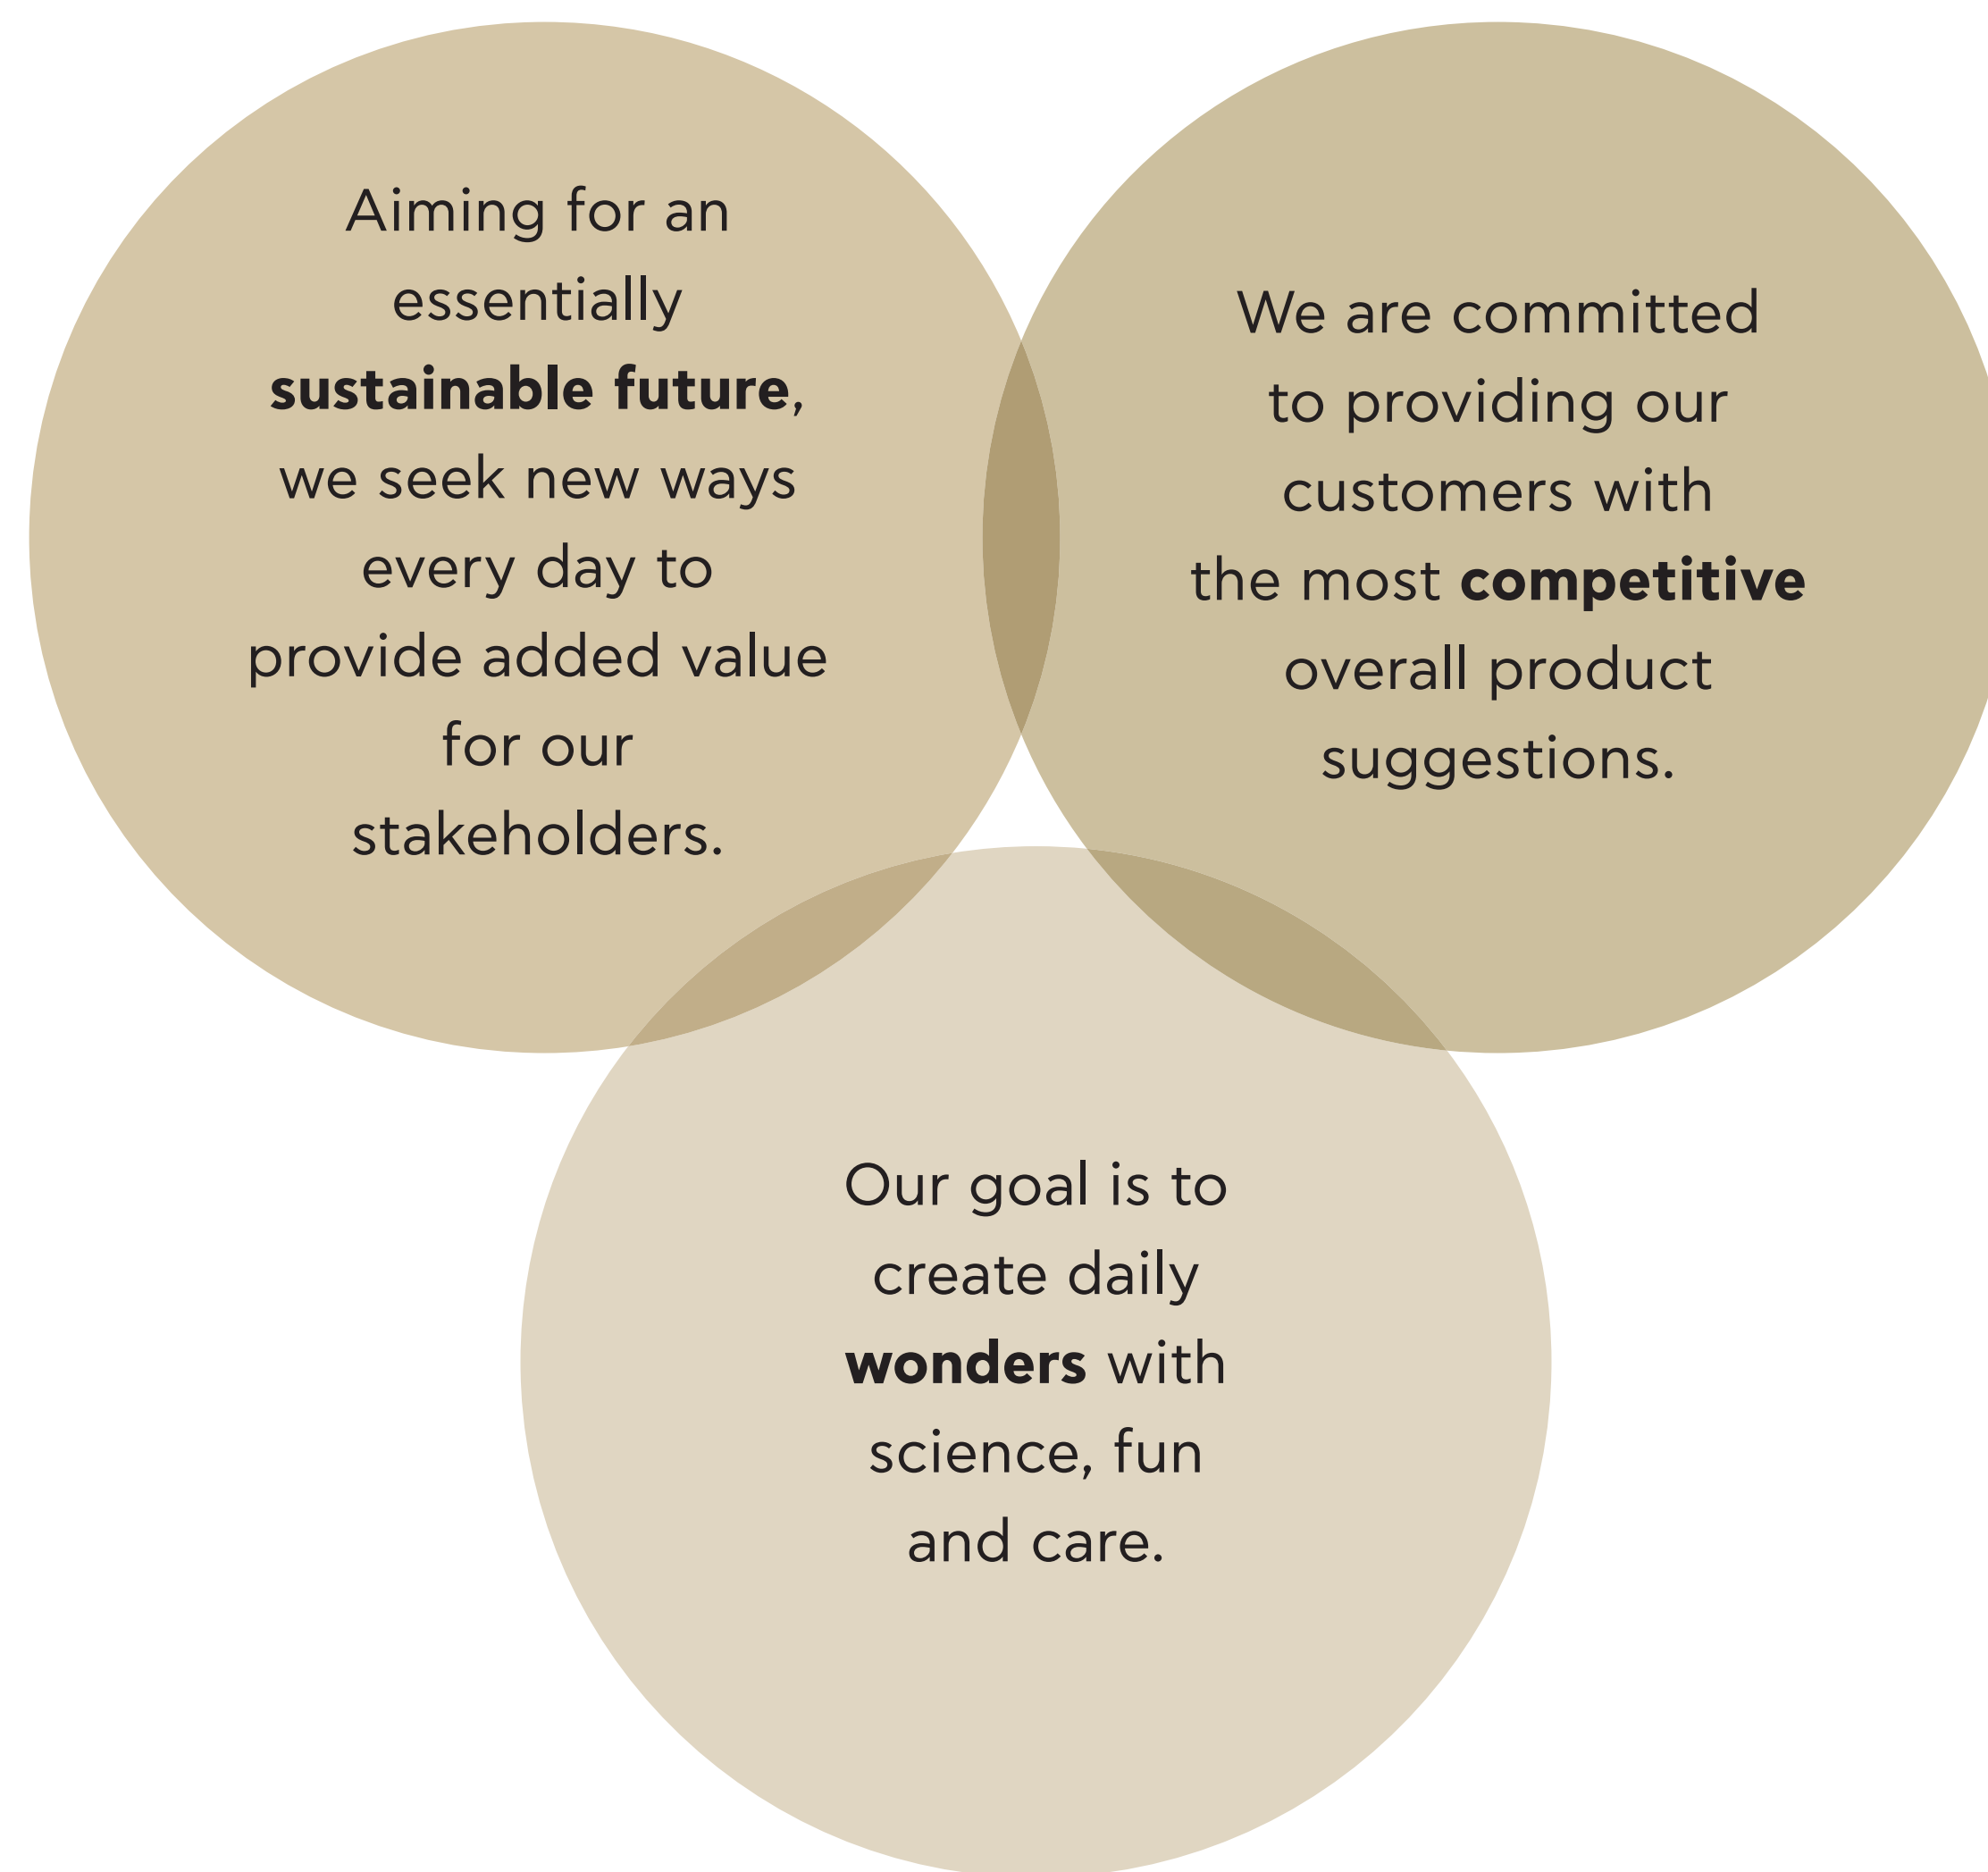 Aiming for an
essentially
sustainable future,
we seek new ways
every day to
provide added value
for our
stakeholders.
We are committed
to providing our
customers with
the most competitive
overall product
suggestions.
Our goal is to
create daily
wonders with
science, fun
and care.